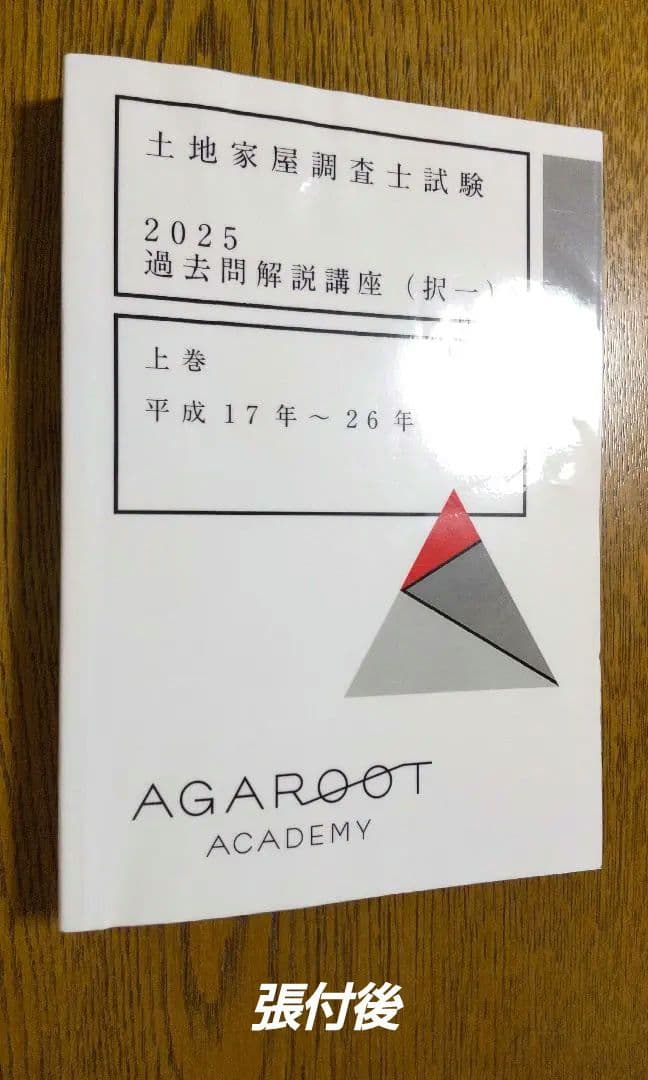 土地家屋調査士試験
2025
過去問解説講座（択一）
上巻
平成17年～26年
AGAROOT
ACADEMY
張付後